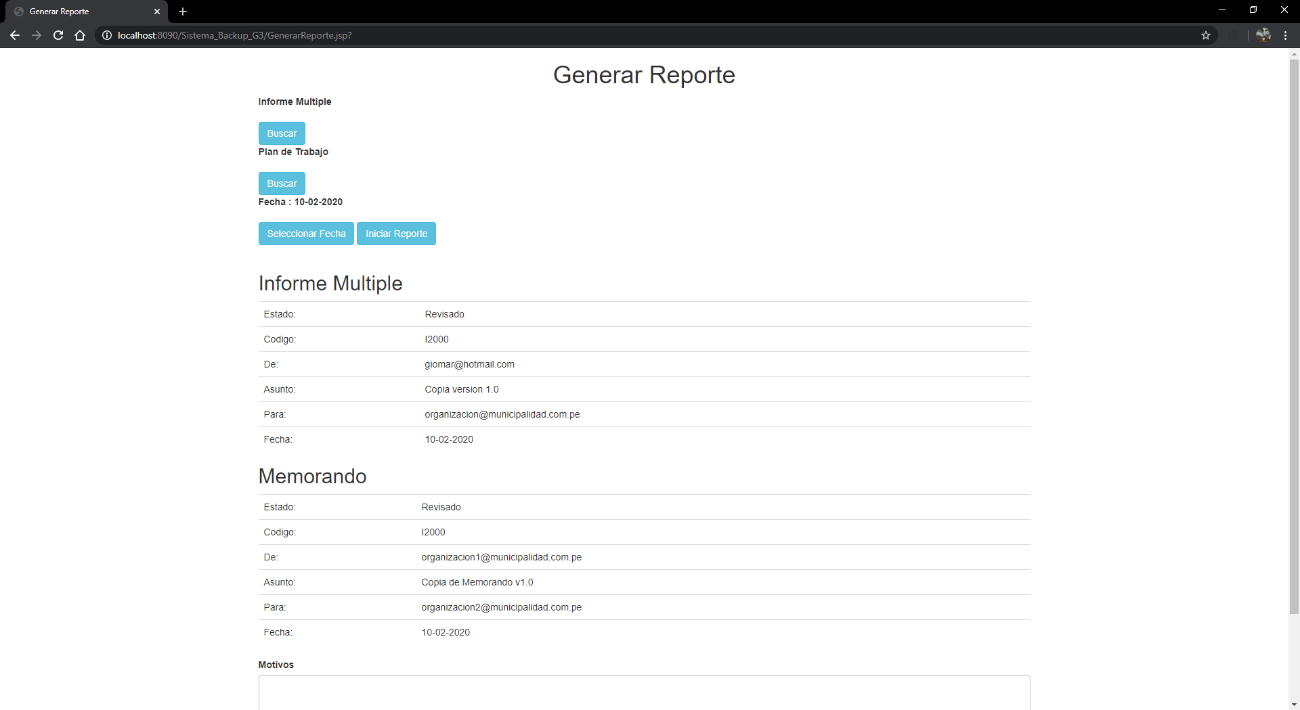 Generar Reporte
localhost:8090/Sistema_Backup_G3/GenerarReporte.jsp?
Generar Reporte
Informe Multiple
Buscar
Plan de Trabajo
Buscar
Fecha : 10-02-2020
Seleccionar Fecha Iniciar Reporte
Informe Multiple
Estado: Revisado
Codigo: I2000
De: giomar@hotmail.com
Asunto: Copia version 1.0
Para: organizacion@municipalidad.com.pe
Fecha: 10-02-2020
Memorando
Estado: Revisado
Codigo: I2000
De: organizacion1@municipalidad.com.pe
Asunto: Copia de Memorando v1.0
Para: organizacion2@municipalidad.com.pe
Fecha: 10-02-2020
Motivos